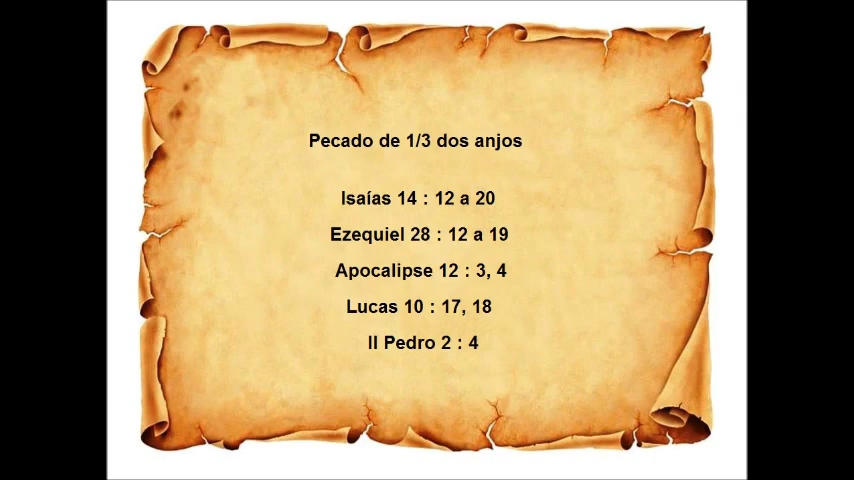 Pecado de 1/3 dos anjos
Isaías 14 : 12 a 20
Ezequiel 28 : 12 a 19
Apocalipse 12 : 3, 4
Lucas 10 : 17, 18
II Pedro 2 : 4